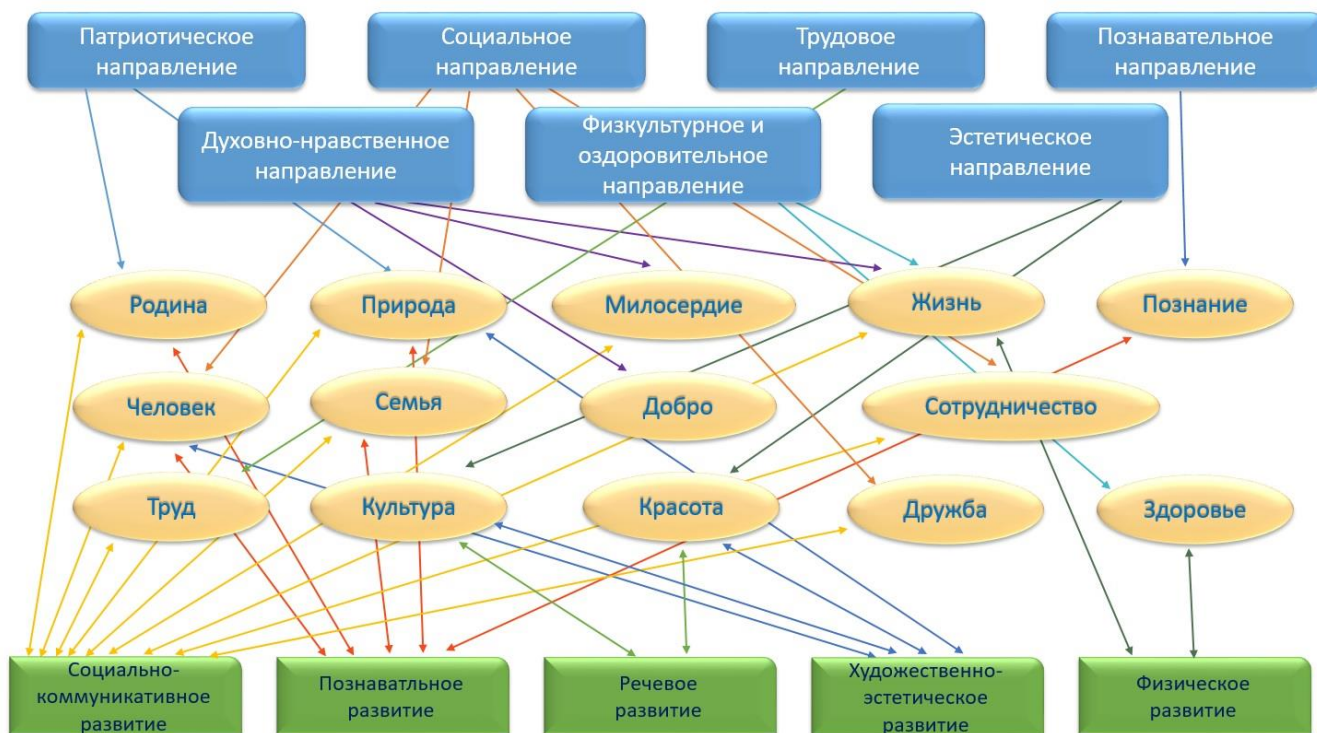 Патриотическое
направление
Социальное
направление
Трудовое
направление
Познавательное
направление
Духовно-нравственное
направление
Физкультурное и
оздоровительное
направление
Эстетическое
направление
Родина
Природа
Милосердие
Жизнь
Познание
Человек
Семья
Добро
Сотрудничество
Труд
Культура
Красота
Дружба
Здоровье
Социально-
коммуникативное
развитие
Познаватльное
развитие
Речевое
развитие
Художественно-
эстетическое
развитие
Физическое
развитие